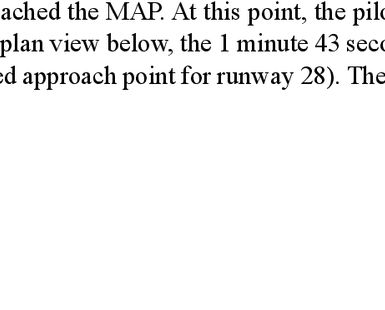 ached the MAP. At this point, the pilo
plan view below, the 1 minute 43 seco
ed approach point for runway 28). The